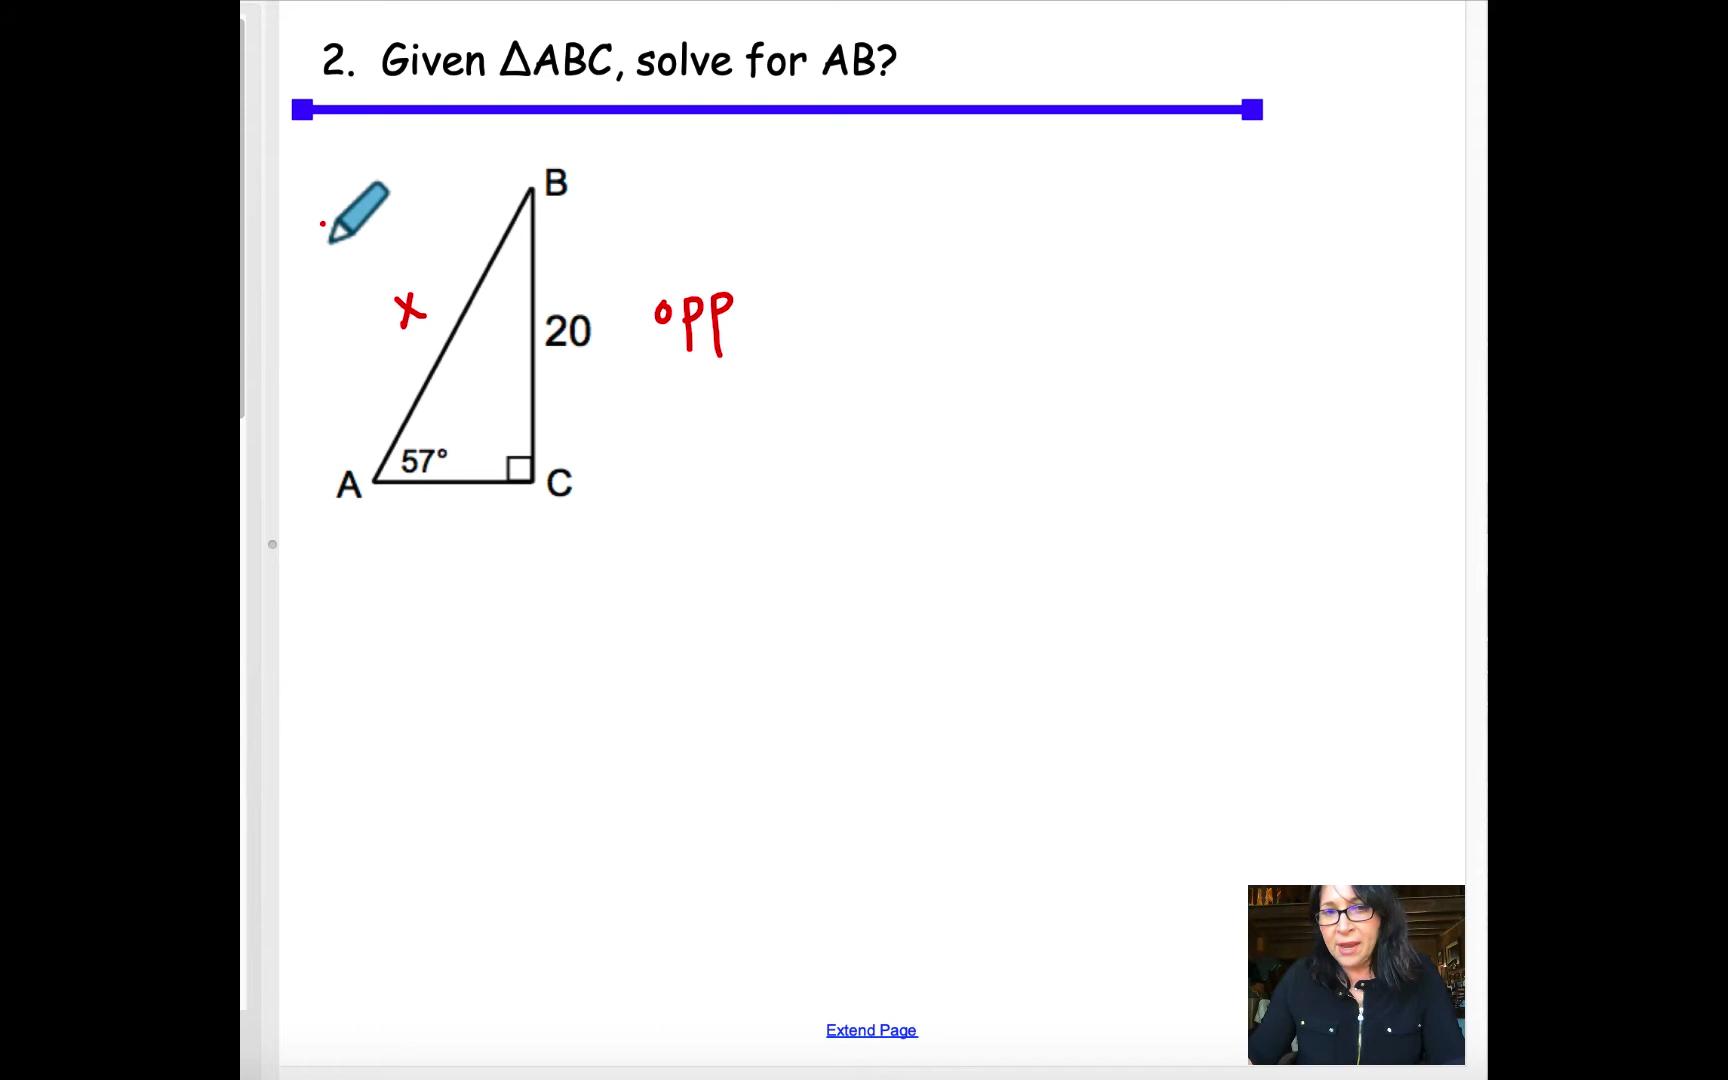 2. Given ΔABC, solve for AB?
B
x
20
opp
57°
A
C
Extend Page